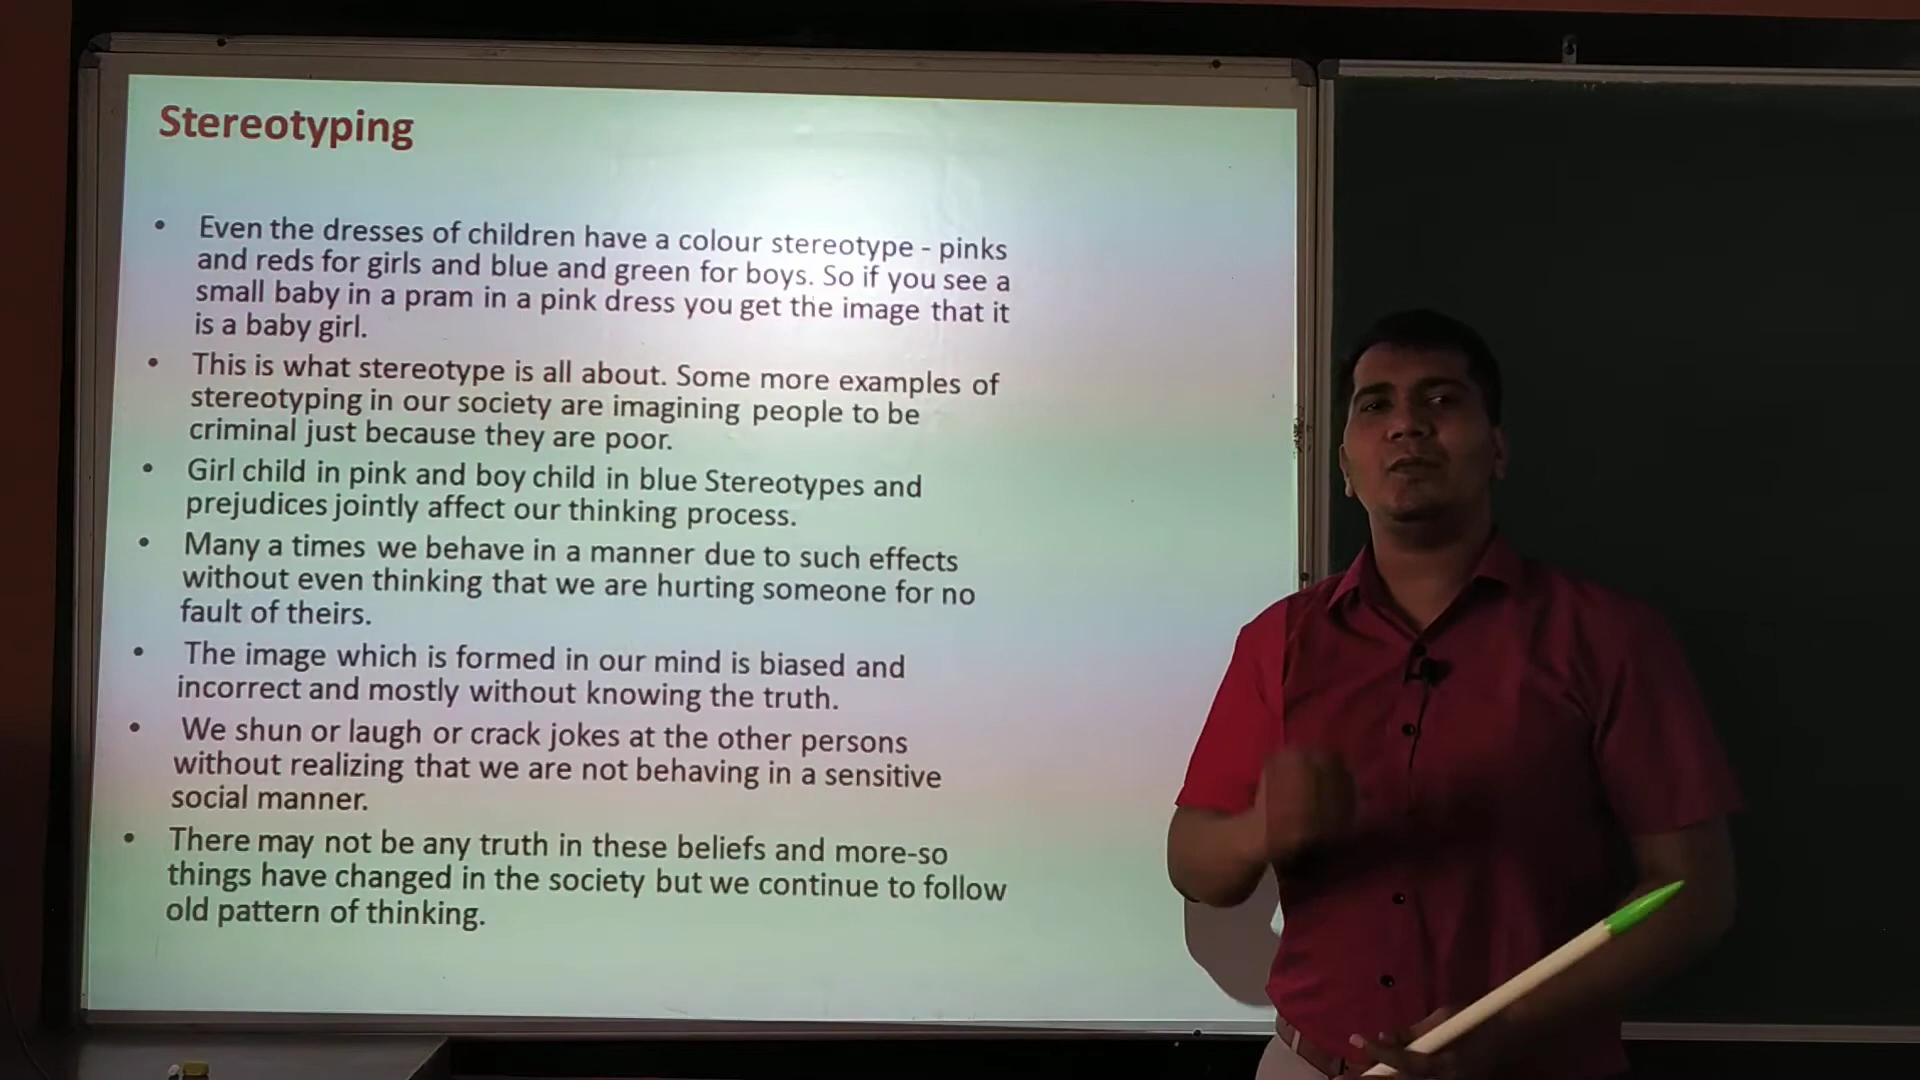 Stereotyping
• Even the dresses of children have a colour stereotype - pinks
and reds for girls and blue and green for boys. So if you see a
small baby in a pram in a pink dress you get the image that it
is a baby girl.
• This is what stereotype is all about. Some more examples of
stereotyping in our society are imagining people to be
criminal just because they are poor.
• Girl child in pink and boy child in blue Stereotypes and
prejudices jointly affect our thinking process.
• Many a times we behave in a manner due to such effects
without even thinking that we are hurting someone for no
fault of theirs.
• The image which is formed in our mind is biased and
incorrect and mostly without knowing the truth.
• We shun or laugh or crack jokes at the other persons
without realizing that we are not behaving in a sensitive
social manner.
• There may not be any truth in these beliefs and more-so
things have changed in the society but we continue to follow
old pattern of thinking.